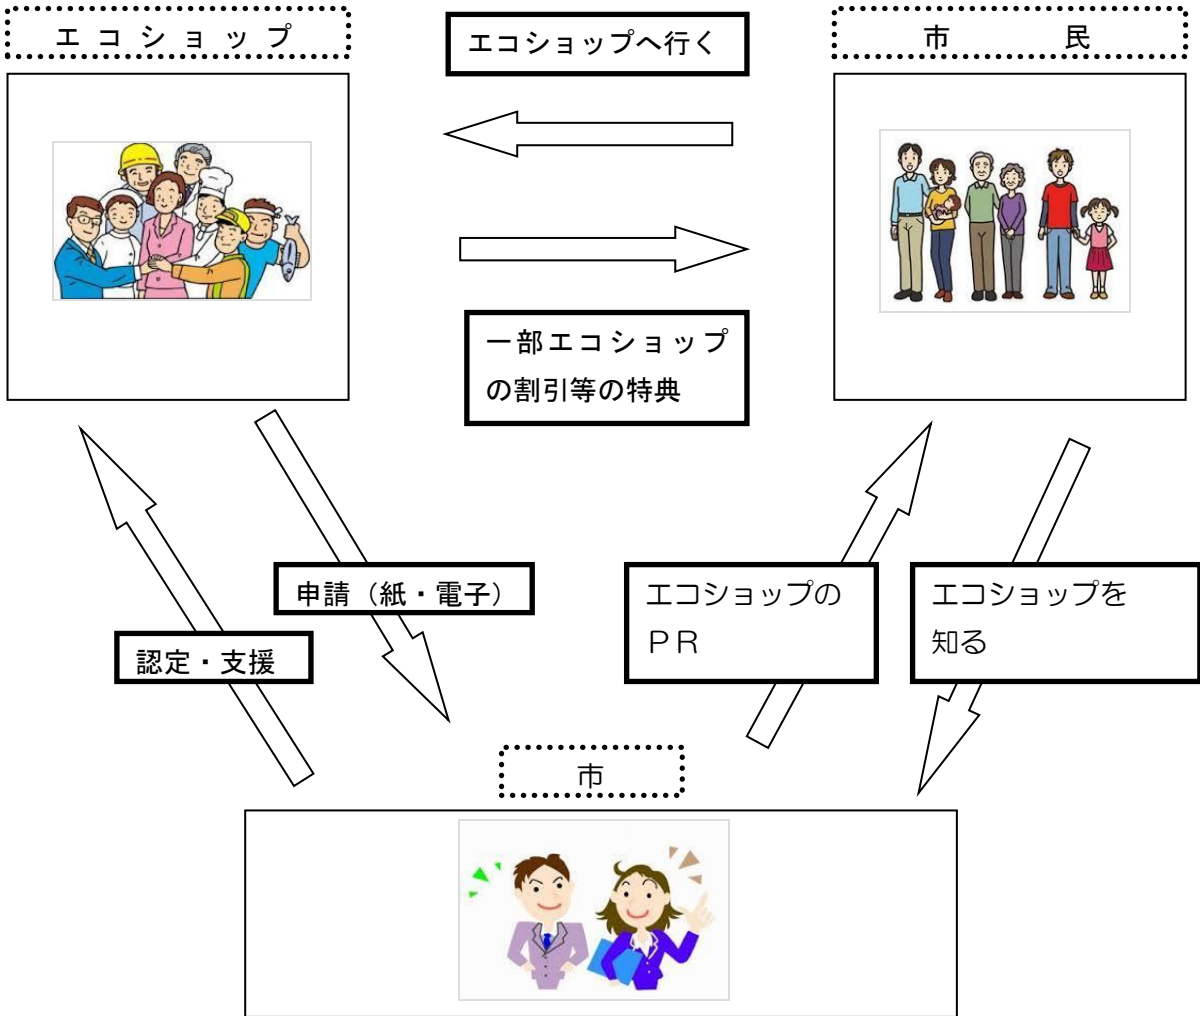 エコショップ
エコショップへ行く
市民
一部エコショップ
の割引等の特典
申請（紙・電子）
認定・支援
エコショップの
ＰＲ
エコショップを
知る
市